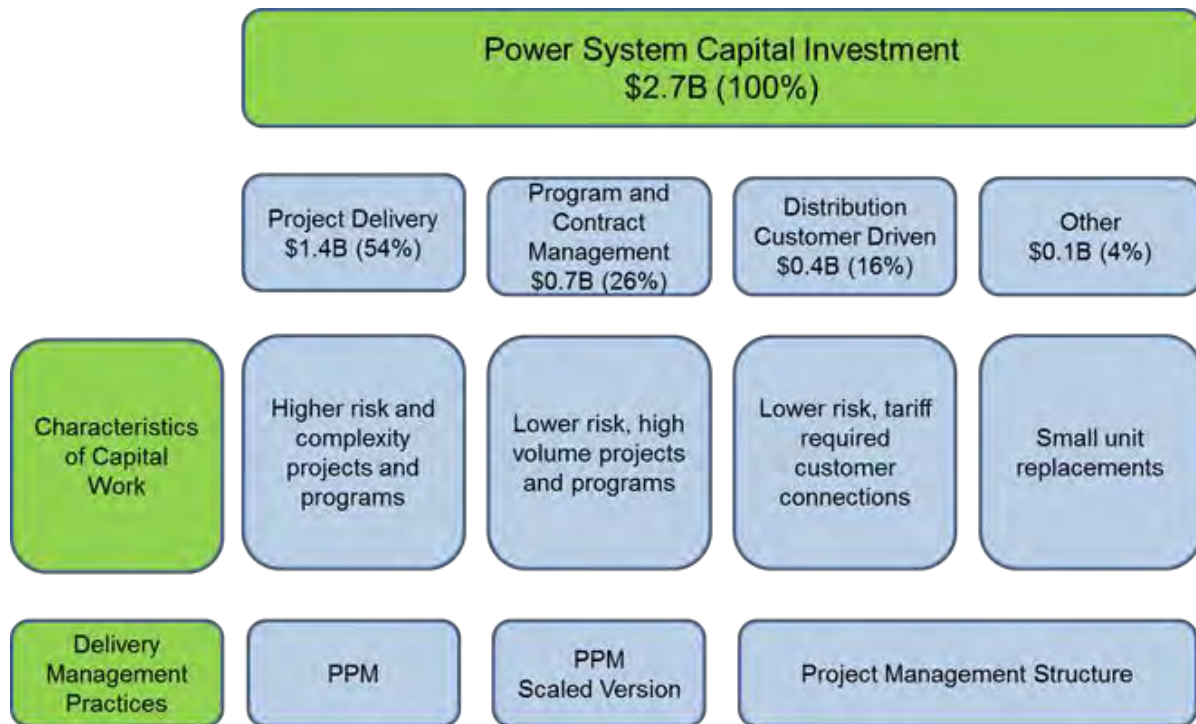 Power System Capital Investment
$2.7B (100%)
Project Delivery
$1.4B (54%)
Program and
Contract
Management
$0.7B (26%)
Distribution
Customer Driven
$0.4B (16%)
Other
$0.1B (4%)
Characteristics
of Capital
Work
Higher risk and
complexity
projects and
programs
Lower risk, high
volume projects
and programs
Lower risk, tariff
required
customer
connections
Small unit
replacements
Delivery
Management
Practices
PPM
PPM
Scaled Version
Project Management Structure